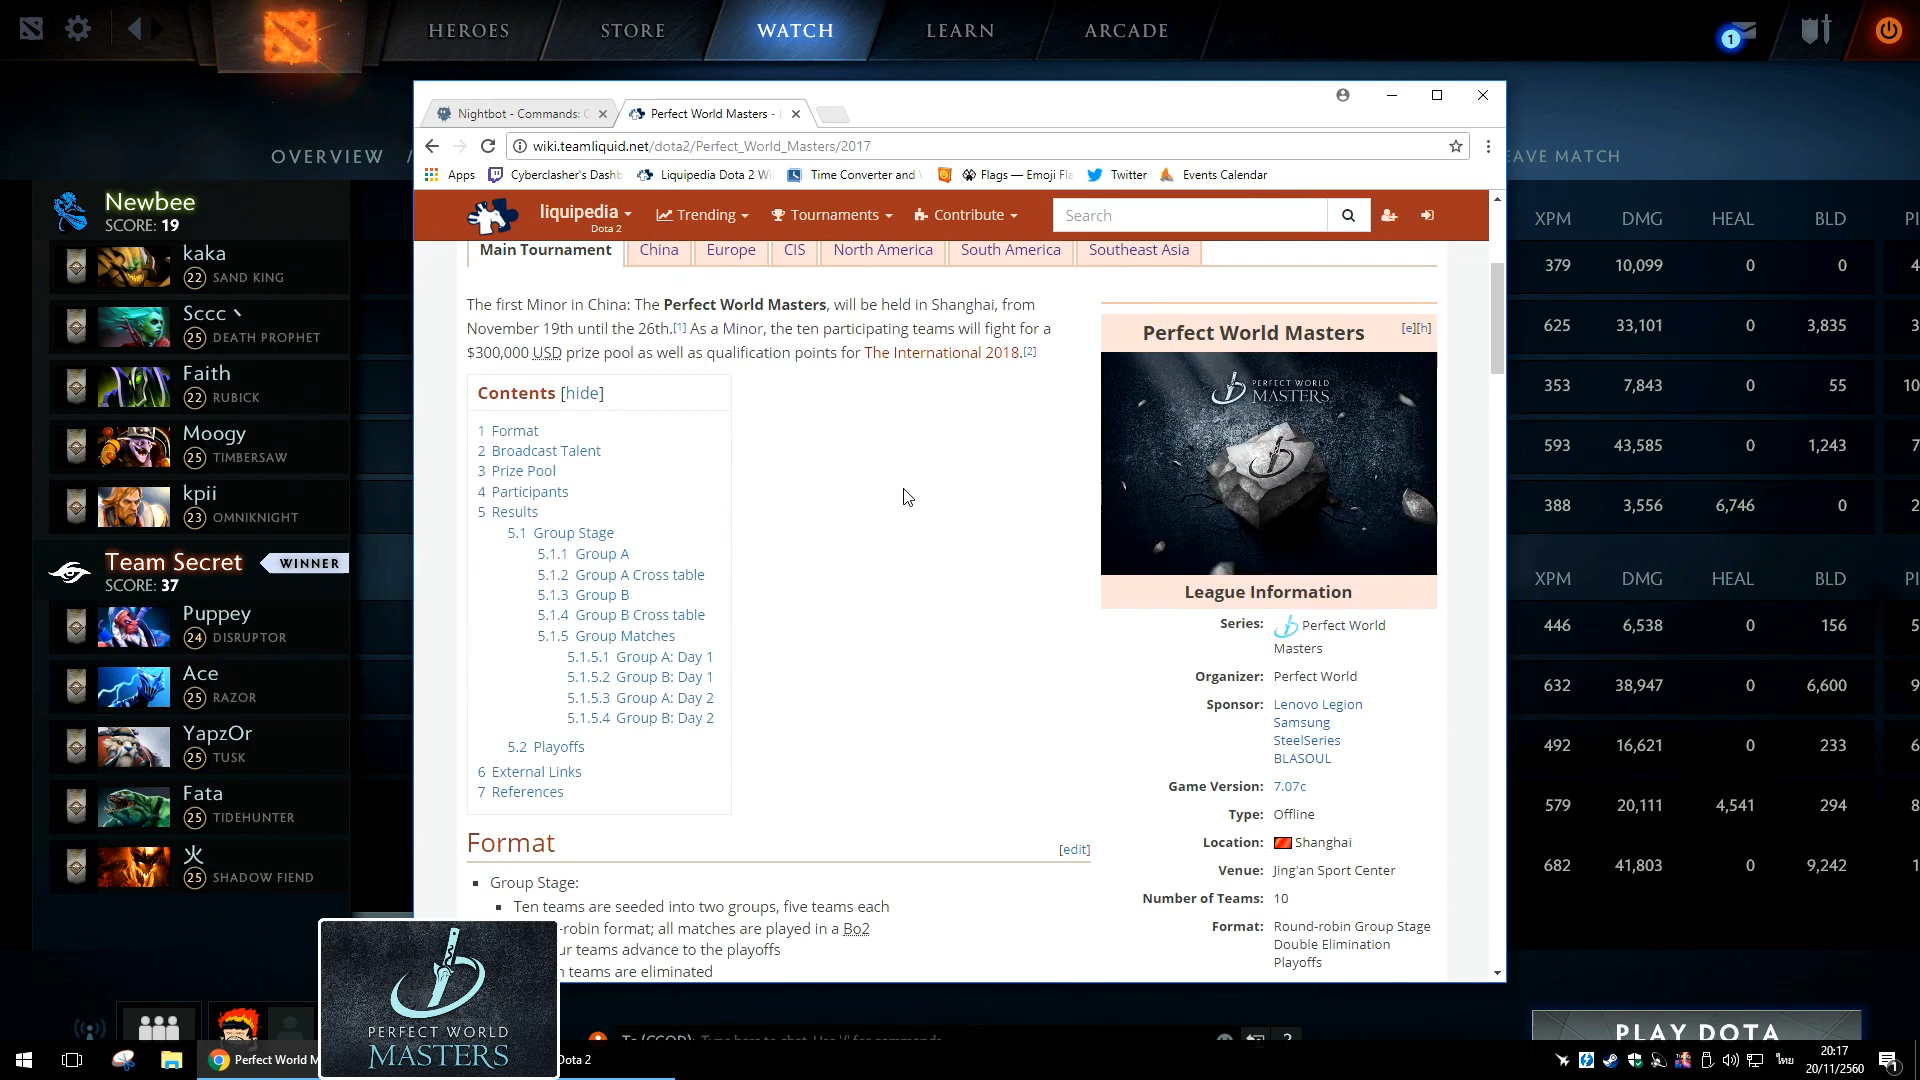 HEROES
STORE
WATCH
LEARN
ARCADE
1
OVERVIEW /
EAVE MATCH
Newbee
SCORE: 19
kaka
22 SAND KING
Sccc丶
25 DEATH PROPHET
Faith
22 RUBICK
Moogy
25 TIMBERSAW
kpii
23 OMNIKNIGHT
Team Secret
WINNER
SCORE: 37
Puppey
24 DISRUPTOR
Ace
25 RAZOR
YapzOr
25 TUSK
Fata
25 TIDEHUNTER
火
25 SHADOW FIEND
Nightbot - Commands: C
Perfect World Masters -
wiki.teamliquid.net/dota2/Perfect_World_Masters/2017
Apps
Cyberclasher's Dashb
Liquipedia Dota 2 Wi
Time Converter and
Flags — Emoji Fla
Twitter
Events Calendar
liquipedia
Dota 2
Trending
Tournaments
Contribute
Search
Main Tournament
China
Europe
CIS
North America
South America
Southeast Asia
The first Minor in China: The Perfect World Masters, will be held in Shanghai, from
November 19th until the 26th.[1] As a Minor, the ten participating teams will fight for a
$300,000 USD prize pool as well as qualification points for The International 2018.[2]
Contents [hide]
1 Format
2 Broadcast Talent
3 Prize Pool
4 Participants
5 Results
5.1 Group Stage
5.1.1 Group A
5.1.2 Group A Cross table
5.1.3 Group B
5.1.4 Group B Cross table
5.1.5 Group Matches
5.1.5.1 Group A: Day 1
5.1.5.2 Group B: Day 1
5.1.5.3 Group A: Day 2
5.1.5.4 Group B: Day 2
5.2 Playoffs
6 External Links
7 References
Format
[edit]
Group Stage:
Ten teams are seeded into two groups, five teams each
-robin format; all matches are played in a Bo2
ur teams advance to the playoffs
teams are eliminated
Perfect World Masters
[e][h]
PERFECT WORLD
MASTERS
League Information
Series: Perfect World
Masters
Organizer: Perfect World
Sponsor: Lenovo Legion
Samsung
SteelSeries
BLASOUL
Game Version: 7.07c
Type: Offline
Location: Shanghai
Venue: Jing'an Sport Center
Number of Teams: 10
Format: Round-robin Group Stage
Double Elimination
Playoffs
XPM DMG HEAL BLD
379 10,099 0 0
625 33,101 0 3,835
353 7,843 0 55
593 43,585 0 1,243
388 3,556 6,746 0
XPM DMG HEAL BLD
446 6,538 0 156
632 38,947 0 6,600
492 16,621 0 233
579 20,111 4,541 294
682 41,803 0 9,242
PERFECT WORLD
MASTERS
PLAY DOTA
Perfect World M
Dota 2
ไทย
20:17
20/11/2560
1